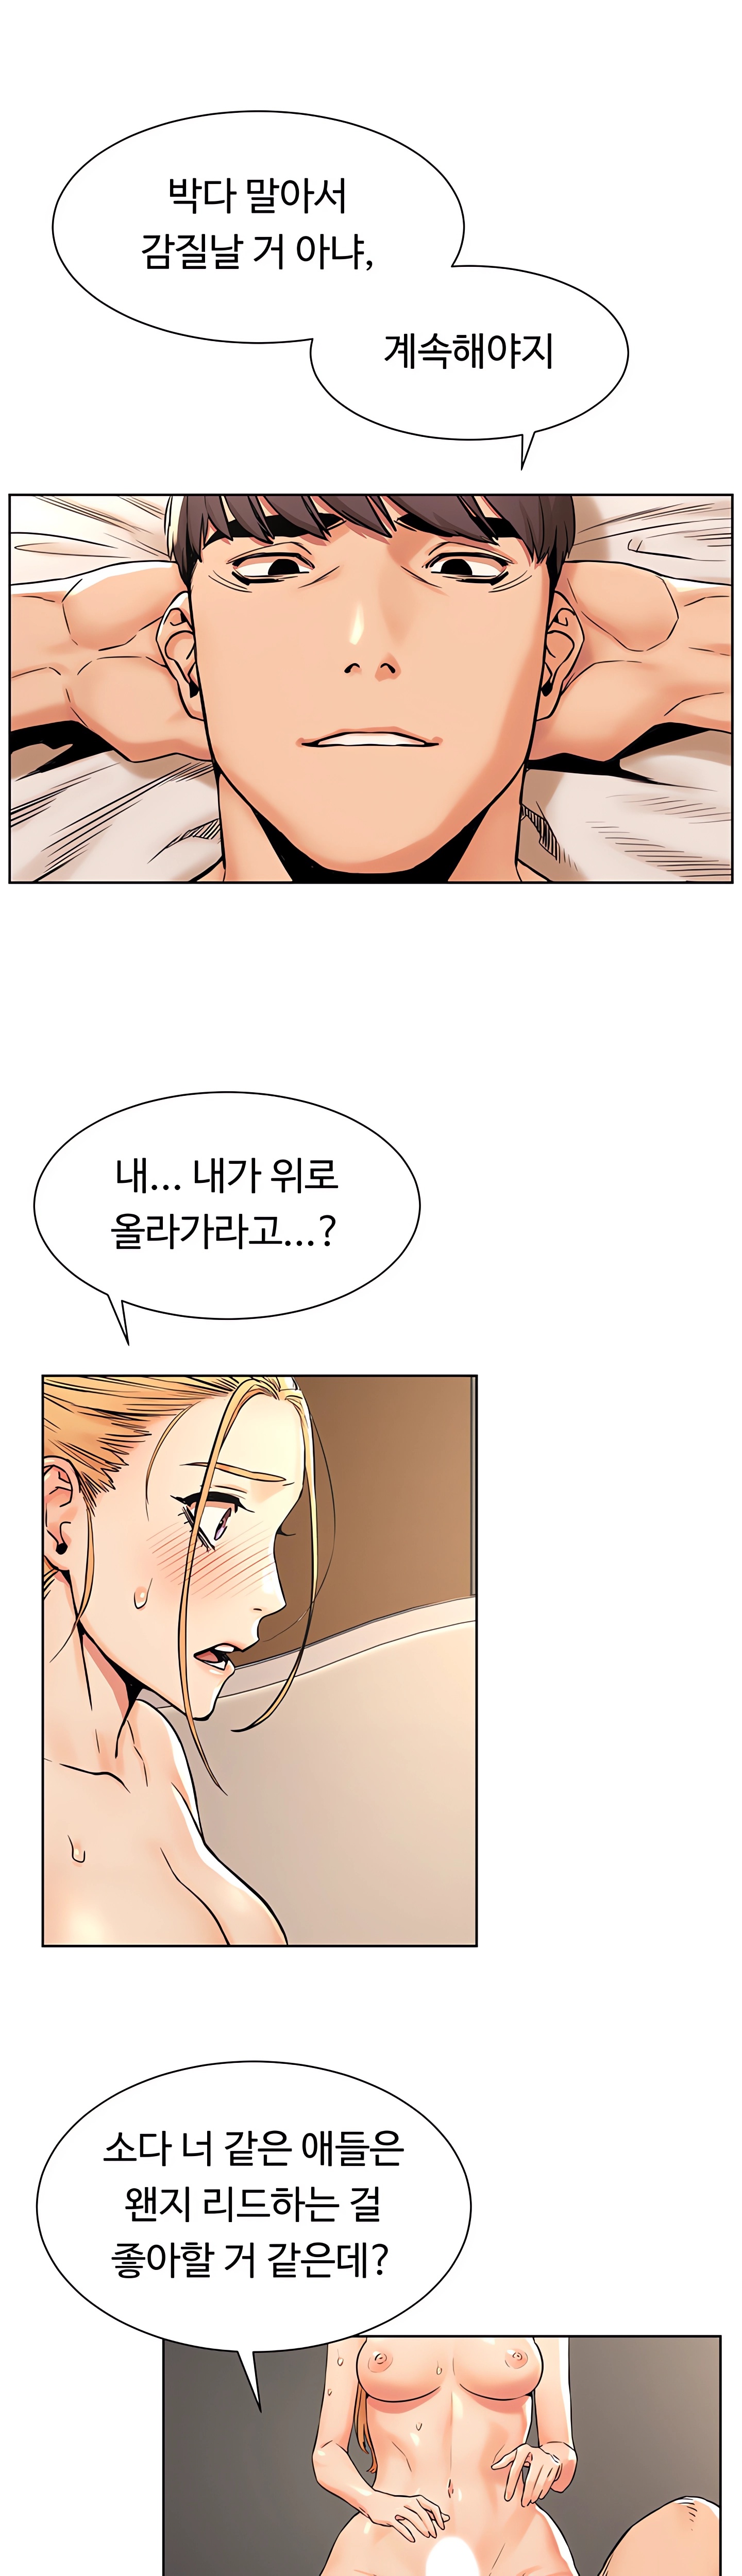 박다 말아서
감질날 거 아냐,
계속해야지
내... 내가 위로
올라가라고...?
소다 너 같은 애들은
왠지 리드하는 걸
좋아할 거 같은데?